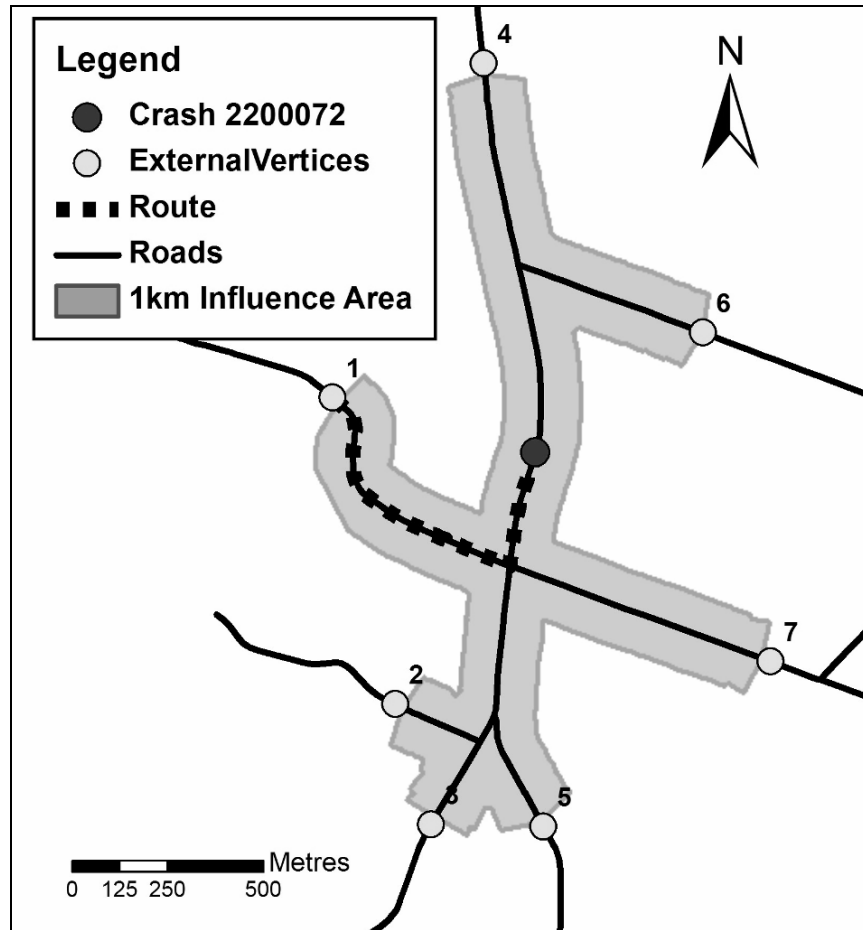 Legend
Crash 2200072
ExternalVertices
Route
Roads
1km Influence Area
4
N
6
1
7
2
3
5
Metres
0 125 250 500